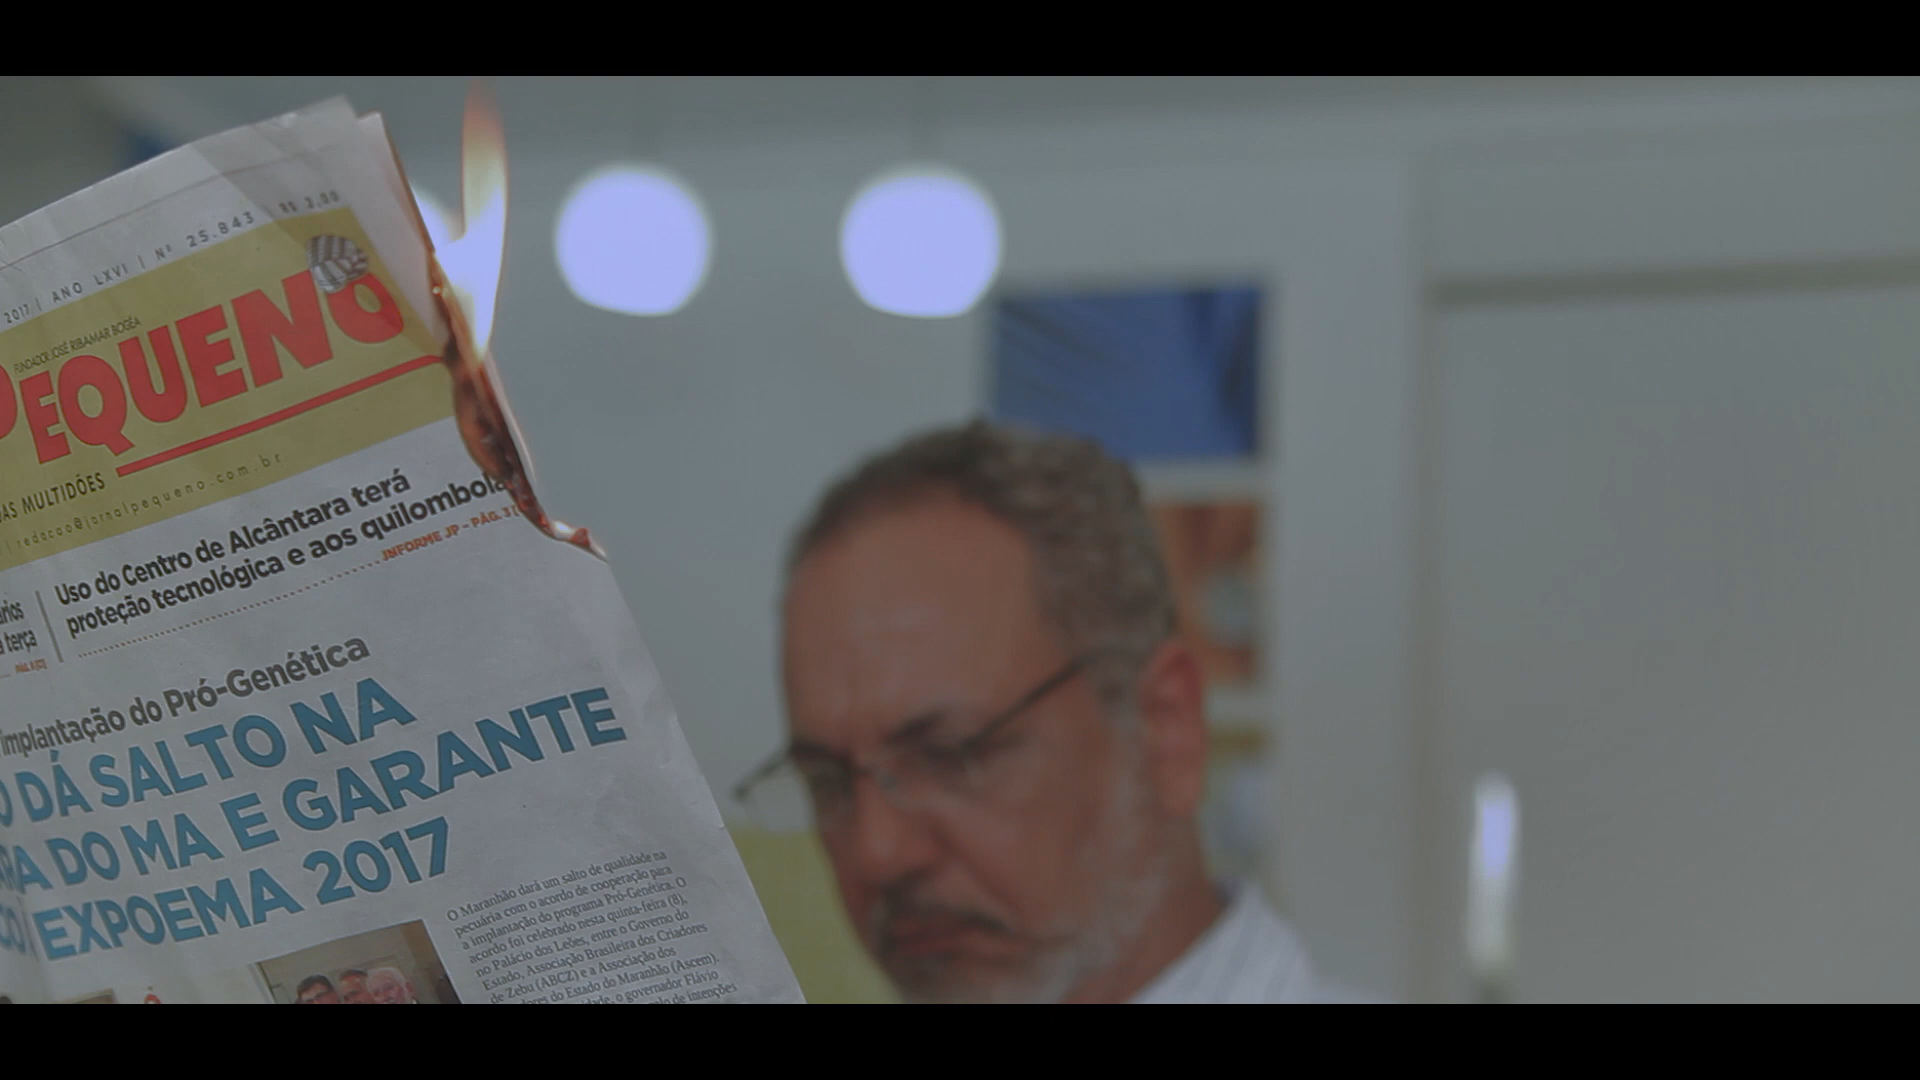 2017 | ANO LXVI | Nº 25.843 | R$ 2,00
FUNDADOR JOSÉ RIBAMAR BOGÉA
PEQUENO
DAS MULTIDÕES
redacao@jornalpequeno.com.br
Uso do Centro de Alcântara terá
proteção tecnológica e aos quilombola
INFORME JP - PÁG. 3
terça
implantação do Pró-Genética
O DÁ SALTO NA
RA DO MA E GARANTE
EXPOEMA 2017
O Maranhão dará um salto de qualidade na
pecuária com o acordo de cooperação para
a implantação do programa Pró-Genética. O
acordo foi celebrado nesta quinta-feira (8),
no Palácio dos Leões, entre o Governo do
Estado, Associação Brasileira dos Criadores
de Zebu (ABCZ) e a Associação dos
dores do Estado do Maranhão (Ascem).
idade, o governador Flávio
de intenções